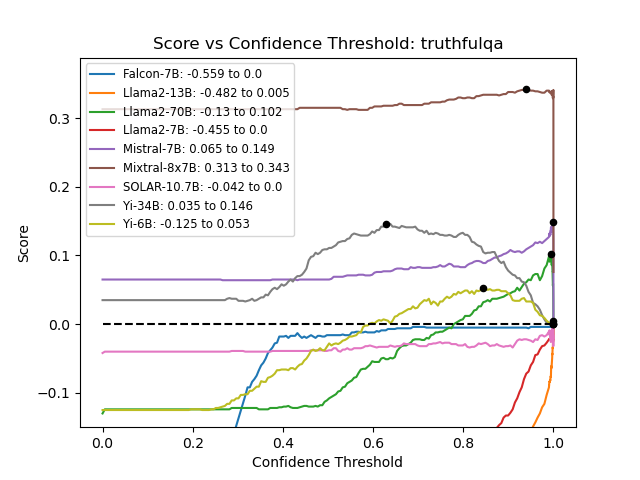 Score vs Confidence Threshold: truthfulqa
Falcon-7B: -0.559 to 0.0
Llama2-13B: -0.482 to 0.005
Llama2-70B: -0.13 to 0.102
Llama2-7B: -0.455 to 0.0
Mistral-7B: 0.065 to 0.149
Mixtral-8x7B: 0.313 to 0.343
SOLAR-10.7B: -0.042 to 0.0
Yi-34B: 0.035 to 0.146
Yi-6B: -0.125 to 0.053
Score
0.3
0.2
0.1
0.0
−0.1
0.0 0.2 0.4 0.6 0.8 1.0
Confidence Threshold